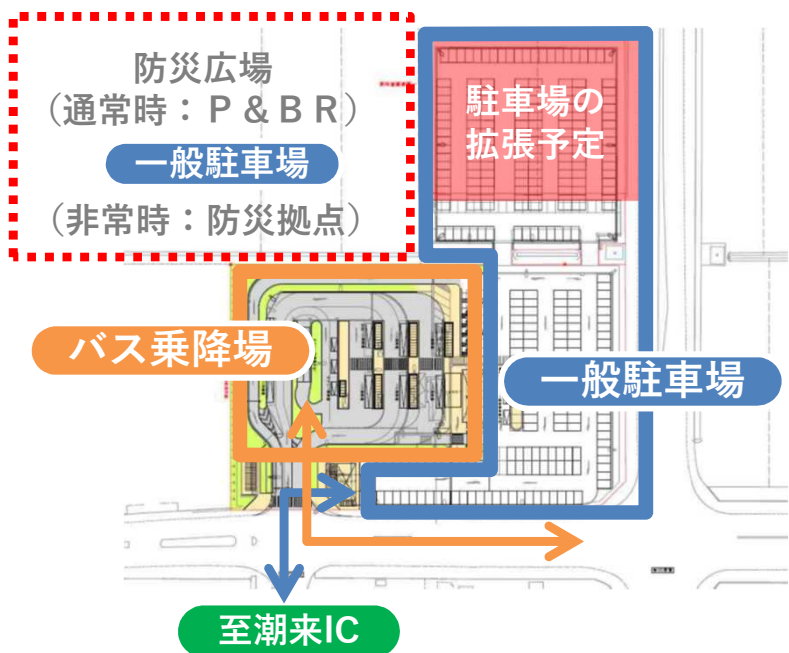 防災広場
（通常時：Ｐ＆ＢＲ）
一般駐車場
（非常時：防災拠点）
駐車場の
拡張予定
バス乗降場
一般駐車場
至潮来IC